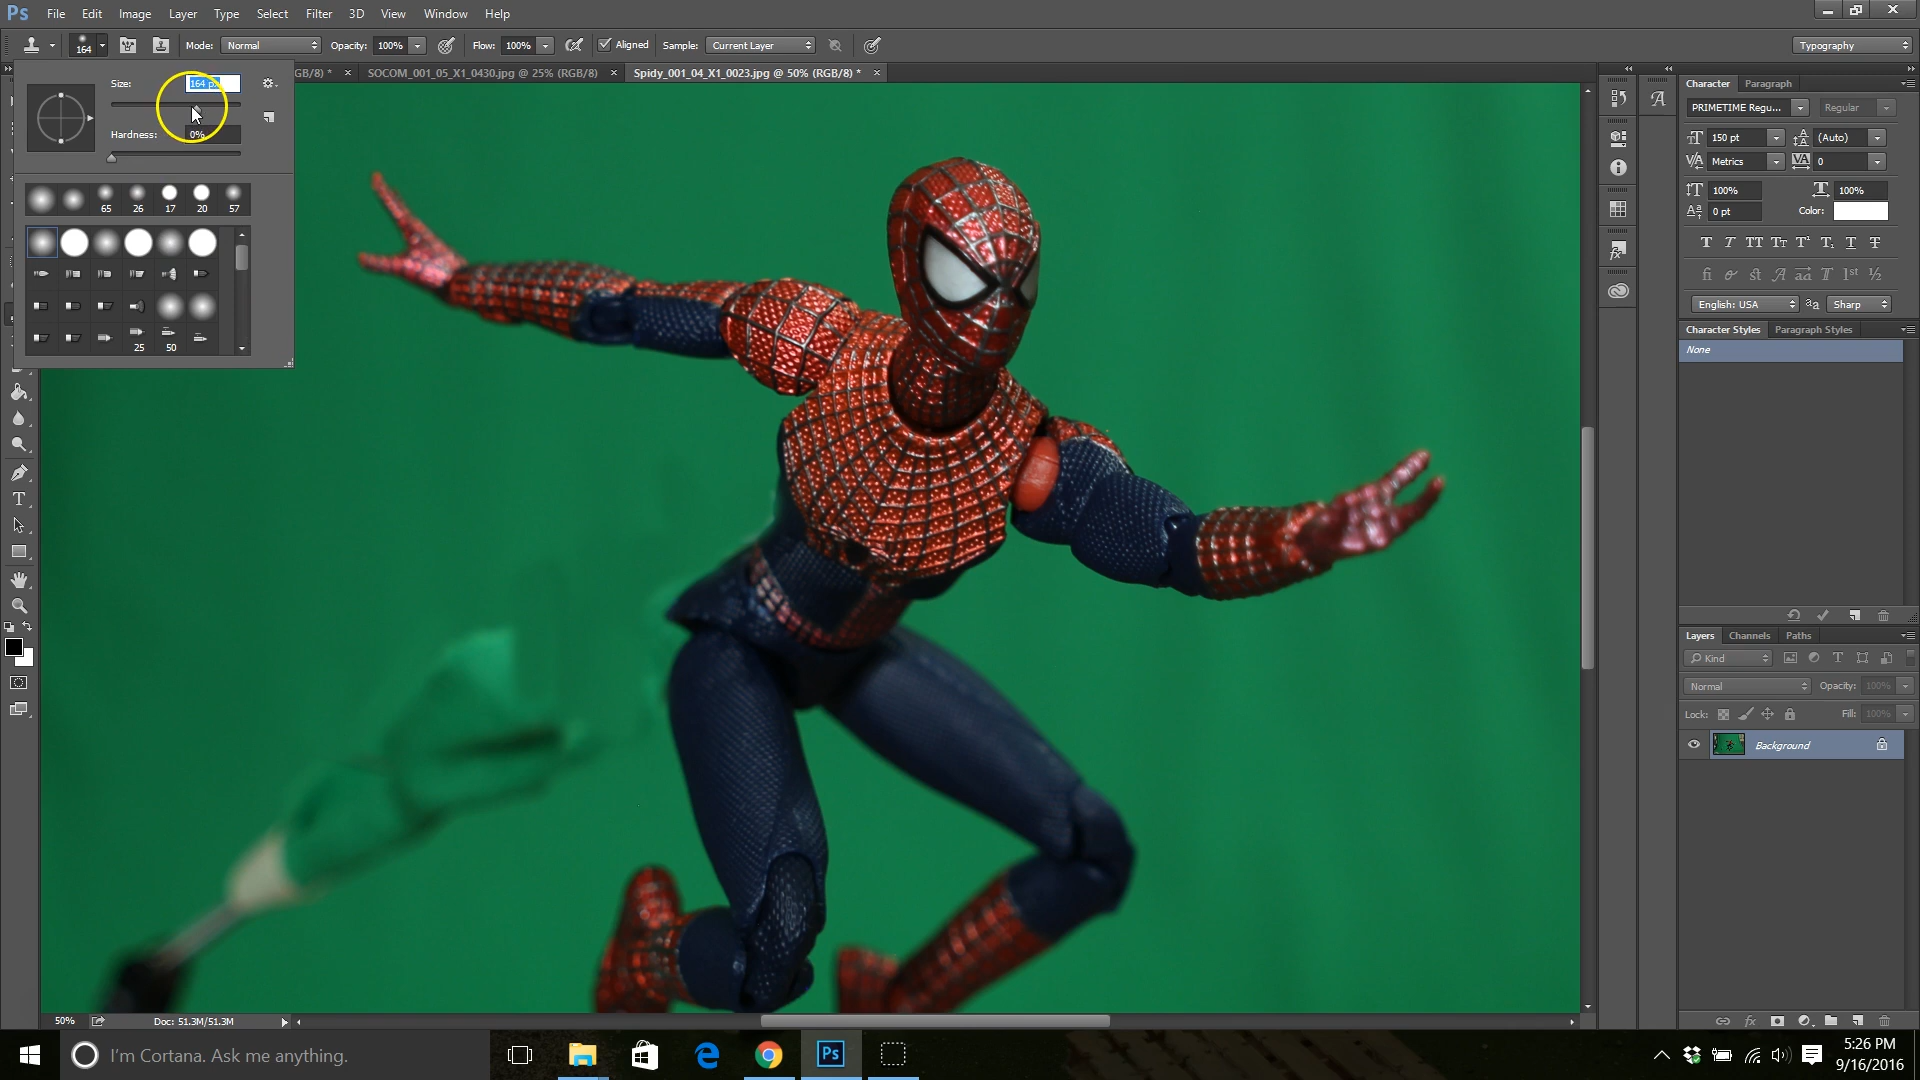 Ps File Edit Image Layer Type Select Filter 3D View Window Help
164 Mode: Normal Opacity: 100% Flow: 100% Aligned Sample: Current Layer Typography
GB/8) * × SOCOM_001_05_X1_0430.jpg @ 25% (RGB/8) × Spidy_001_04_X1_0023.jpg @ 50% (RGB/8) * ×
Size: 164 px
Hardness: 0%
65 26 17 20 57
25 50
Character Paragraph
PRIMETIME Regu... Regular
150 pt (Auto)
Metrics 0
100% 100%
0 pt Color:
English: USA aa Sharp
Character Styles Paragraph Styles
None
Layers Channels Paths
Kind
Normal Opacity: 100%
Lock: Fill: 100%
Background
50% Doc: 51.3M/51.3M
I'm Cortana. Ask me anything.
Ps
5:26 PM
9/16/2016